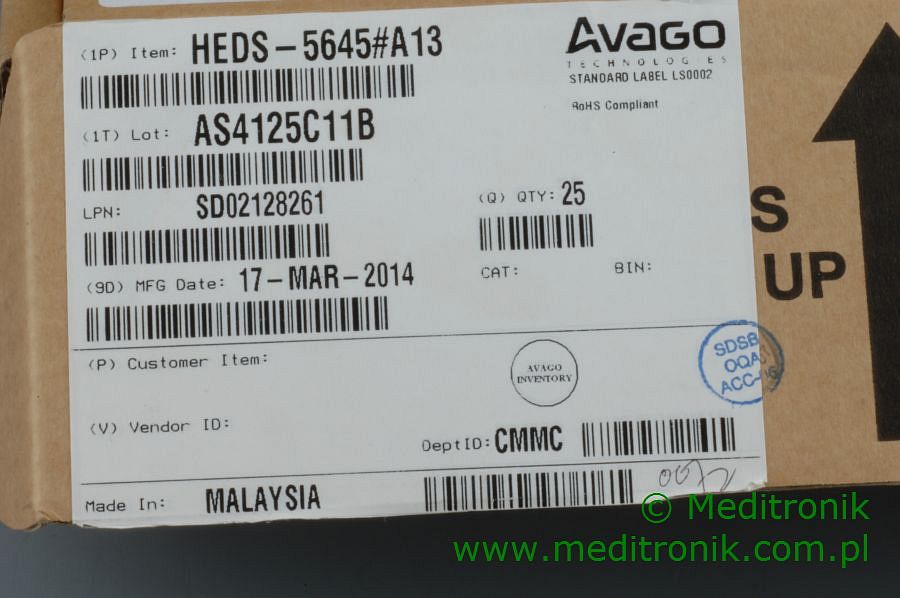 (1P) Item: HEDS-5645#A13
AVAGO
TECHNOLOGIES
STANDARD LABEL LS0002
RoHS Compliant
(1T) Lot: AS4125C11B
LPN: SD02128261
(Q) QTY: 25
(9D) MFG Date: 17-MAR-2014
CAT: BIN:
S
UP
(P) Customer Item:
AVAGO
INVENTORY
SDSB
OQA
ACC-
(V) Vendor ID:
DeptID: CMMC
Made In: MALAYSIA
© Meditronik
www.meditronik.com.pl